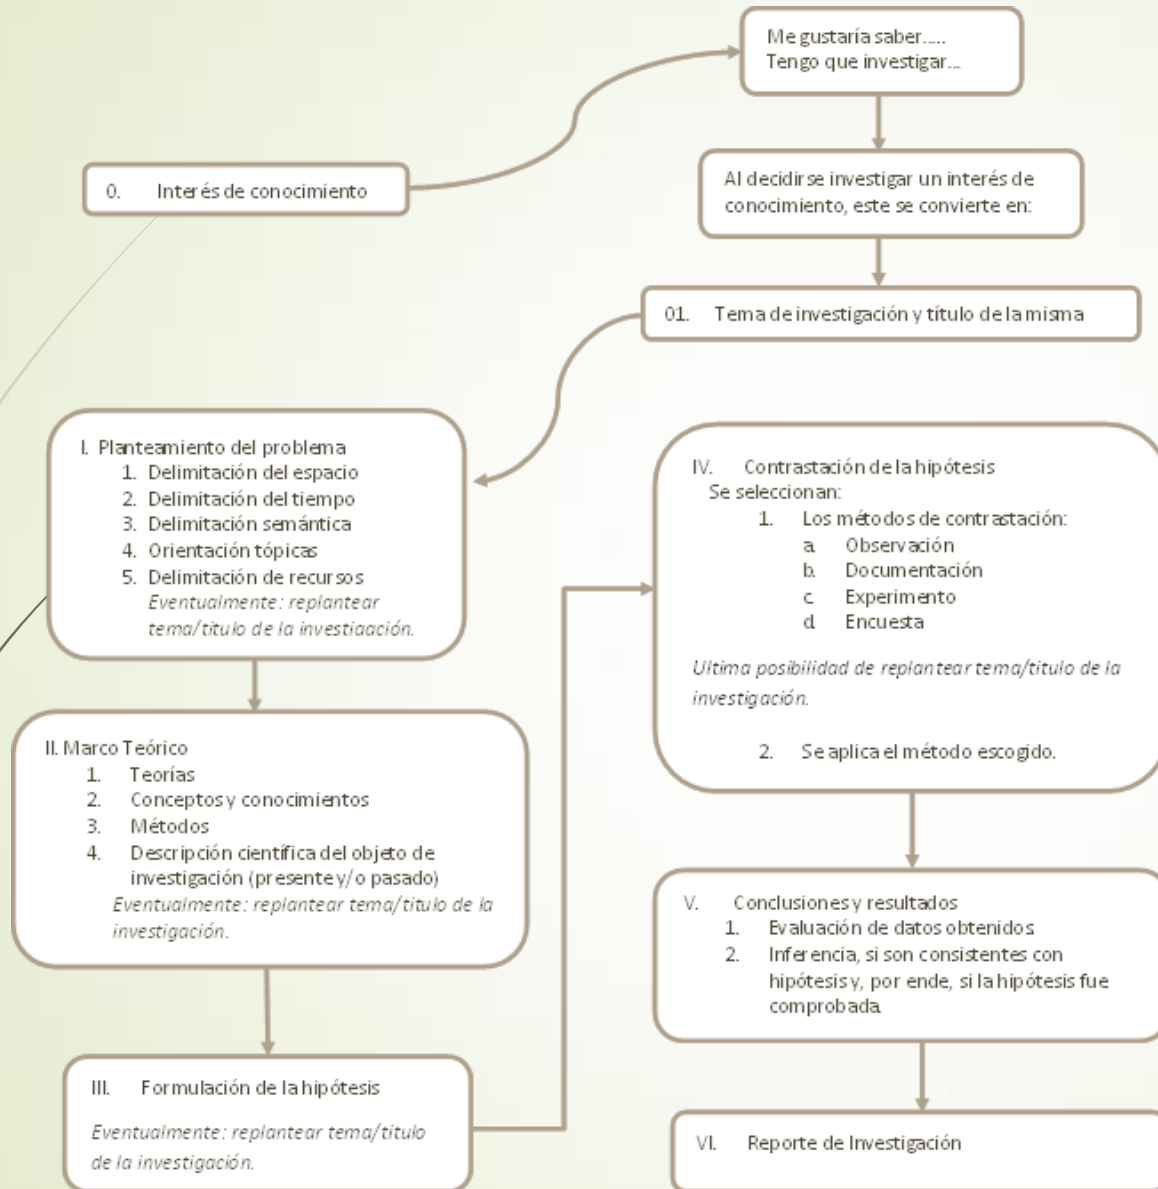 Me gustaría saber.....
Tengo que investigar...
0. Interés de conocimiento
Al decidirse investigar un interés de
conocimiento, este se convierte en:
01. Tema de investigación y título de la misma
I. Planteamiento del problema
1. Delimitación del espacio
2. Delimitación del tiempo
3. Delimitación semántica
4. Orientación tópicas
5. Delimitación de recursos
Eventualmente: replantear
tema/titulo de la investigación.
II. Marco Teórico
1. Teorías
2. Conceptos y conocimientos
3. Métodos
4. Descripción científica del objeto de
investigación (presente y/o pasado)
Eventualmente: replantear tema/titulo de la
investigación.
III. Formulación de la hipótesis
Eventualmente: replantear tema/titulo
de la investigación.
IV. Contrastación de la hipótesis
Se seleccionan:
1. Los métodos de contrastación:
a. Observación
b. Documentación
c. Experimento
d. Encuesta
Ultima posibilidad de replantear tema/titulo de la
investigación.
2. Se aplica el método escogido.
V. Conclusiones y resultados
1. Evaluación de datos obtenidos.
2. Inferencia, si son consistentes con
hipótesis y, por ende, si la hipótesis fue
comprobada.
VI. Reporte de Investigación